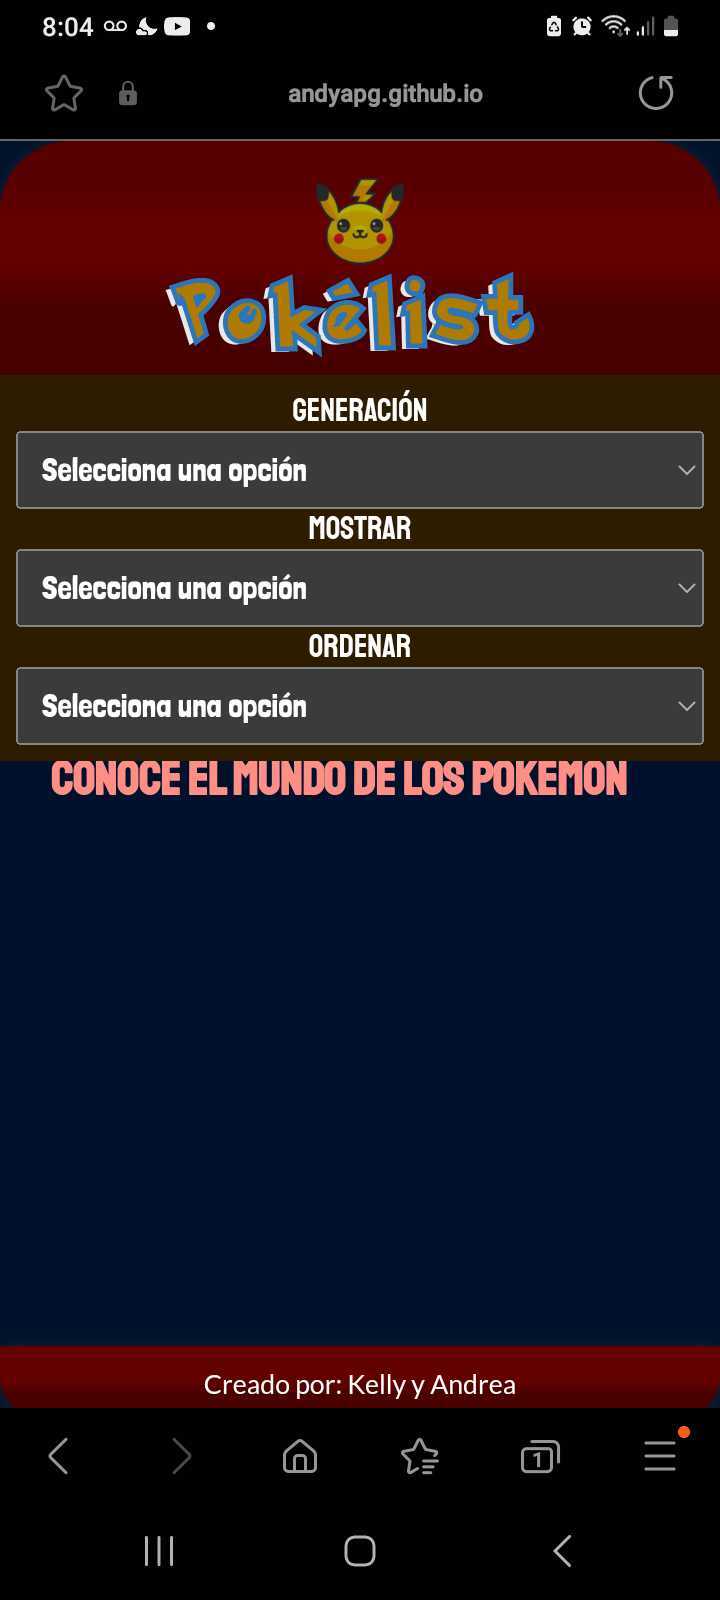 8:04
andyapg.github.io
Pokélist
GENERACIÓN
Selecciona una opción
MOSTRAR
Selecciona una opción
ORDENAR
Selecciona una opción
CONOCE EL MUNDO DE LOS POKEMON
Creado por: Kelly y Andrea
1